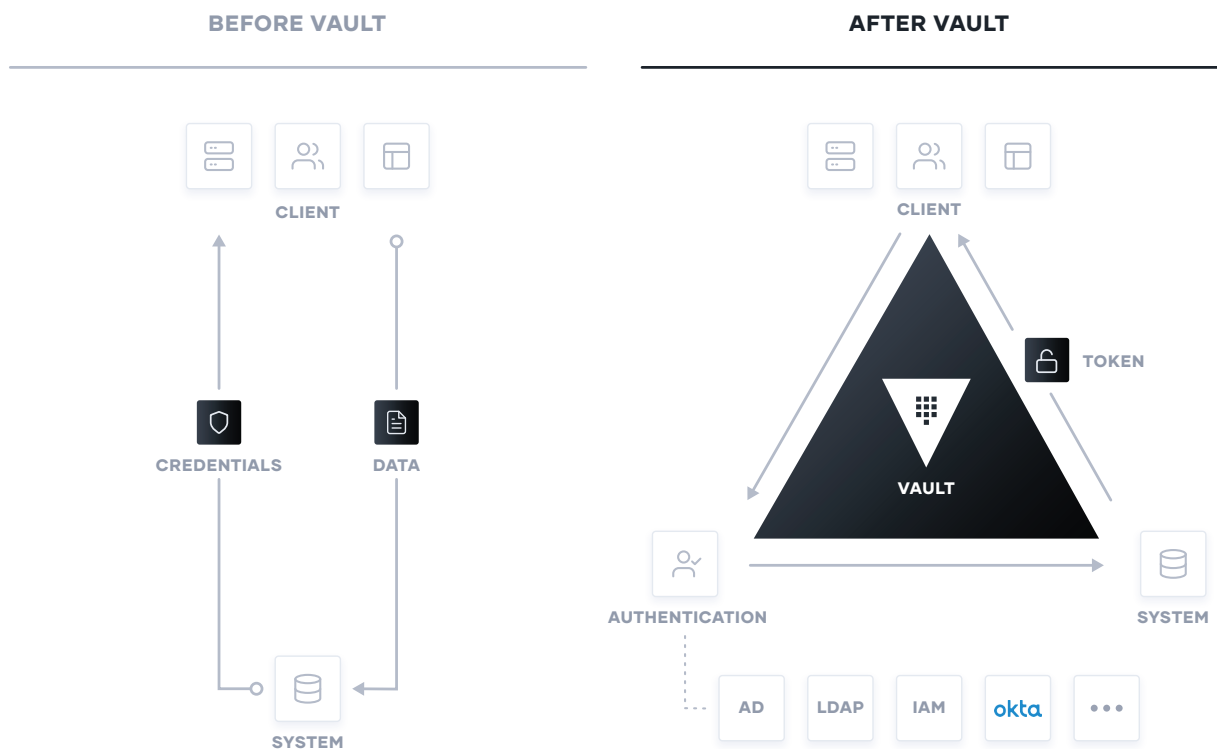 BEFORE VAULT
CLIENT
CREDENTIALS
DATA
SYSTEM
AFTER VAULT
CLIENT
TOKEN
VAULT
AUTHENTICATION
SYSTEM
AD
LDAP
IAM
okta